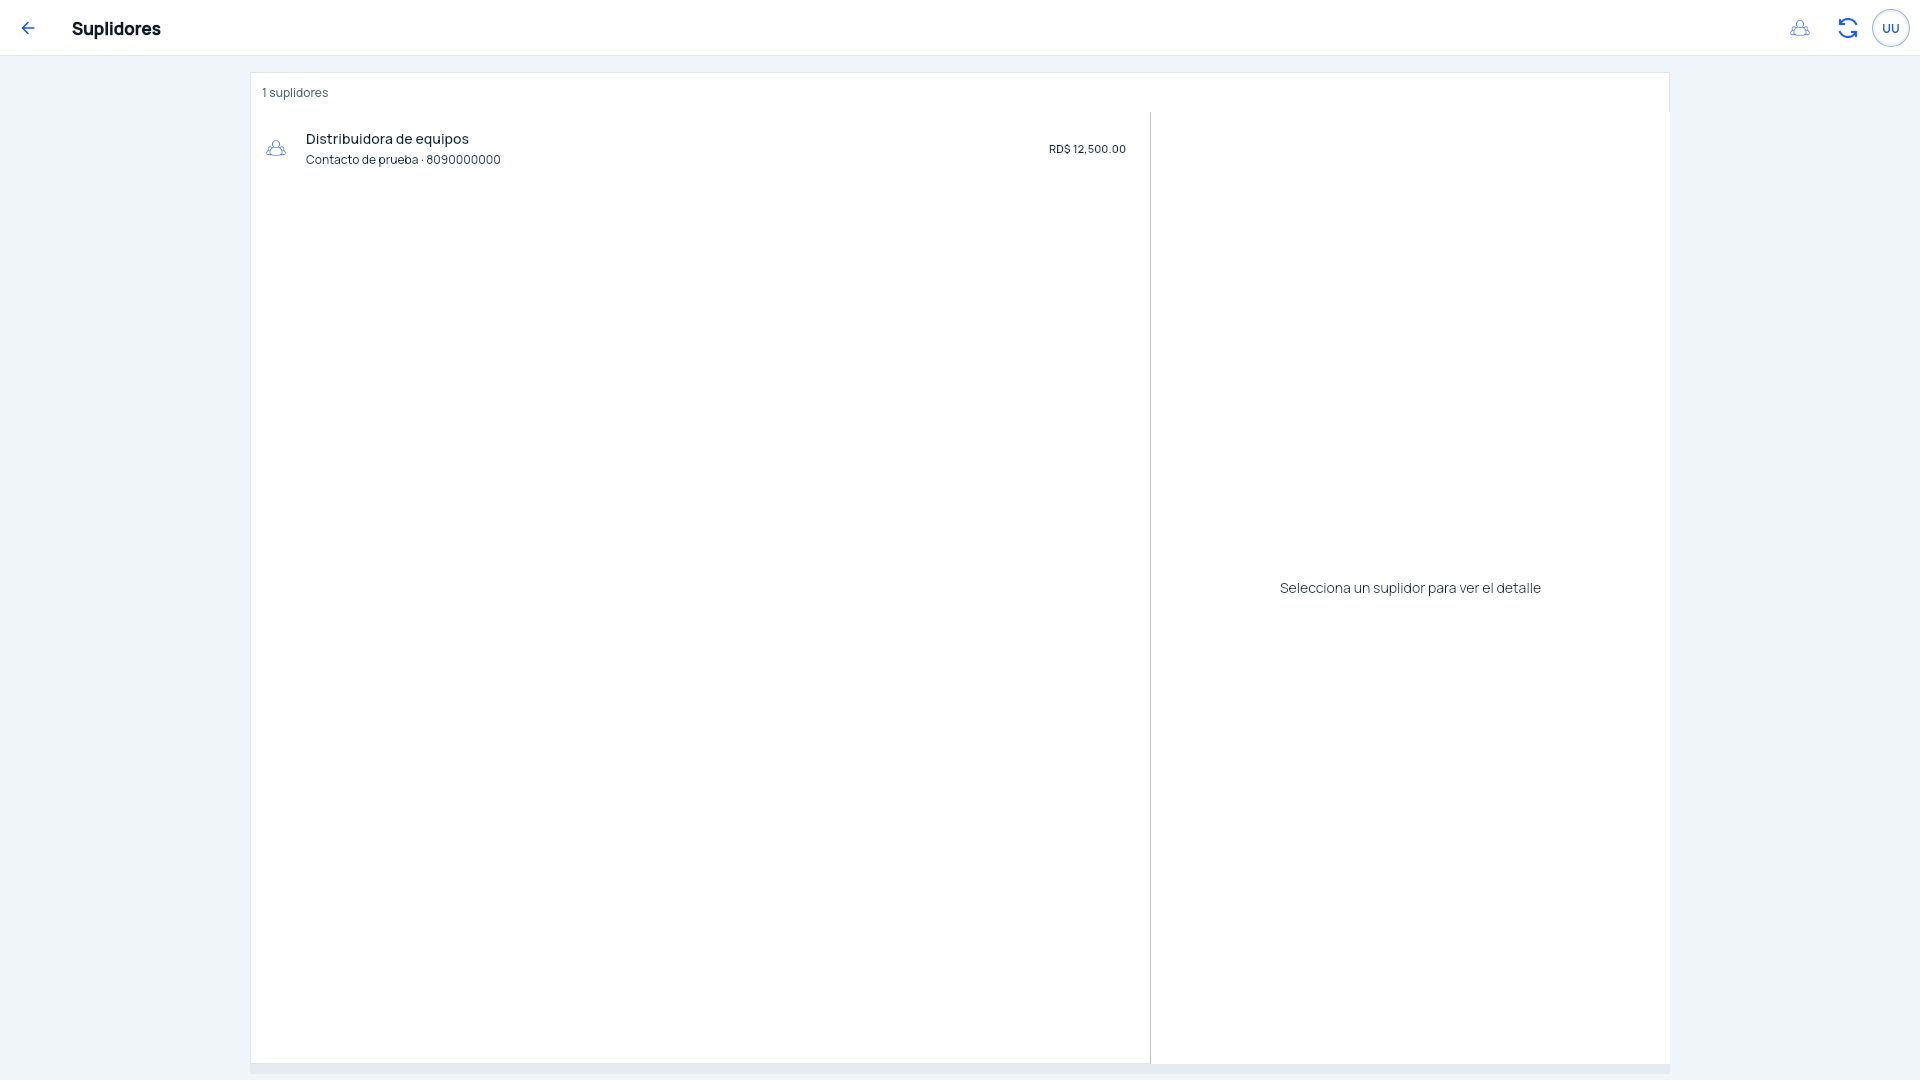 Suplidores
UU
1 suplidores
Distribuidora de equipos
Contacto de prueba · 8090000000
RD$ 12,500.00
Selecciona un suplidor para ver el detalle